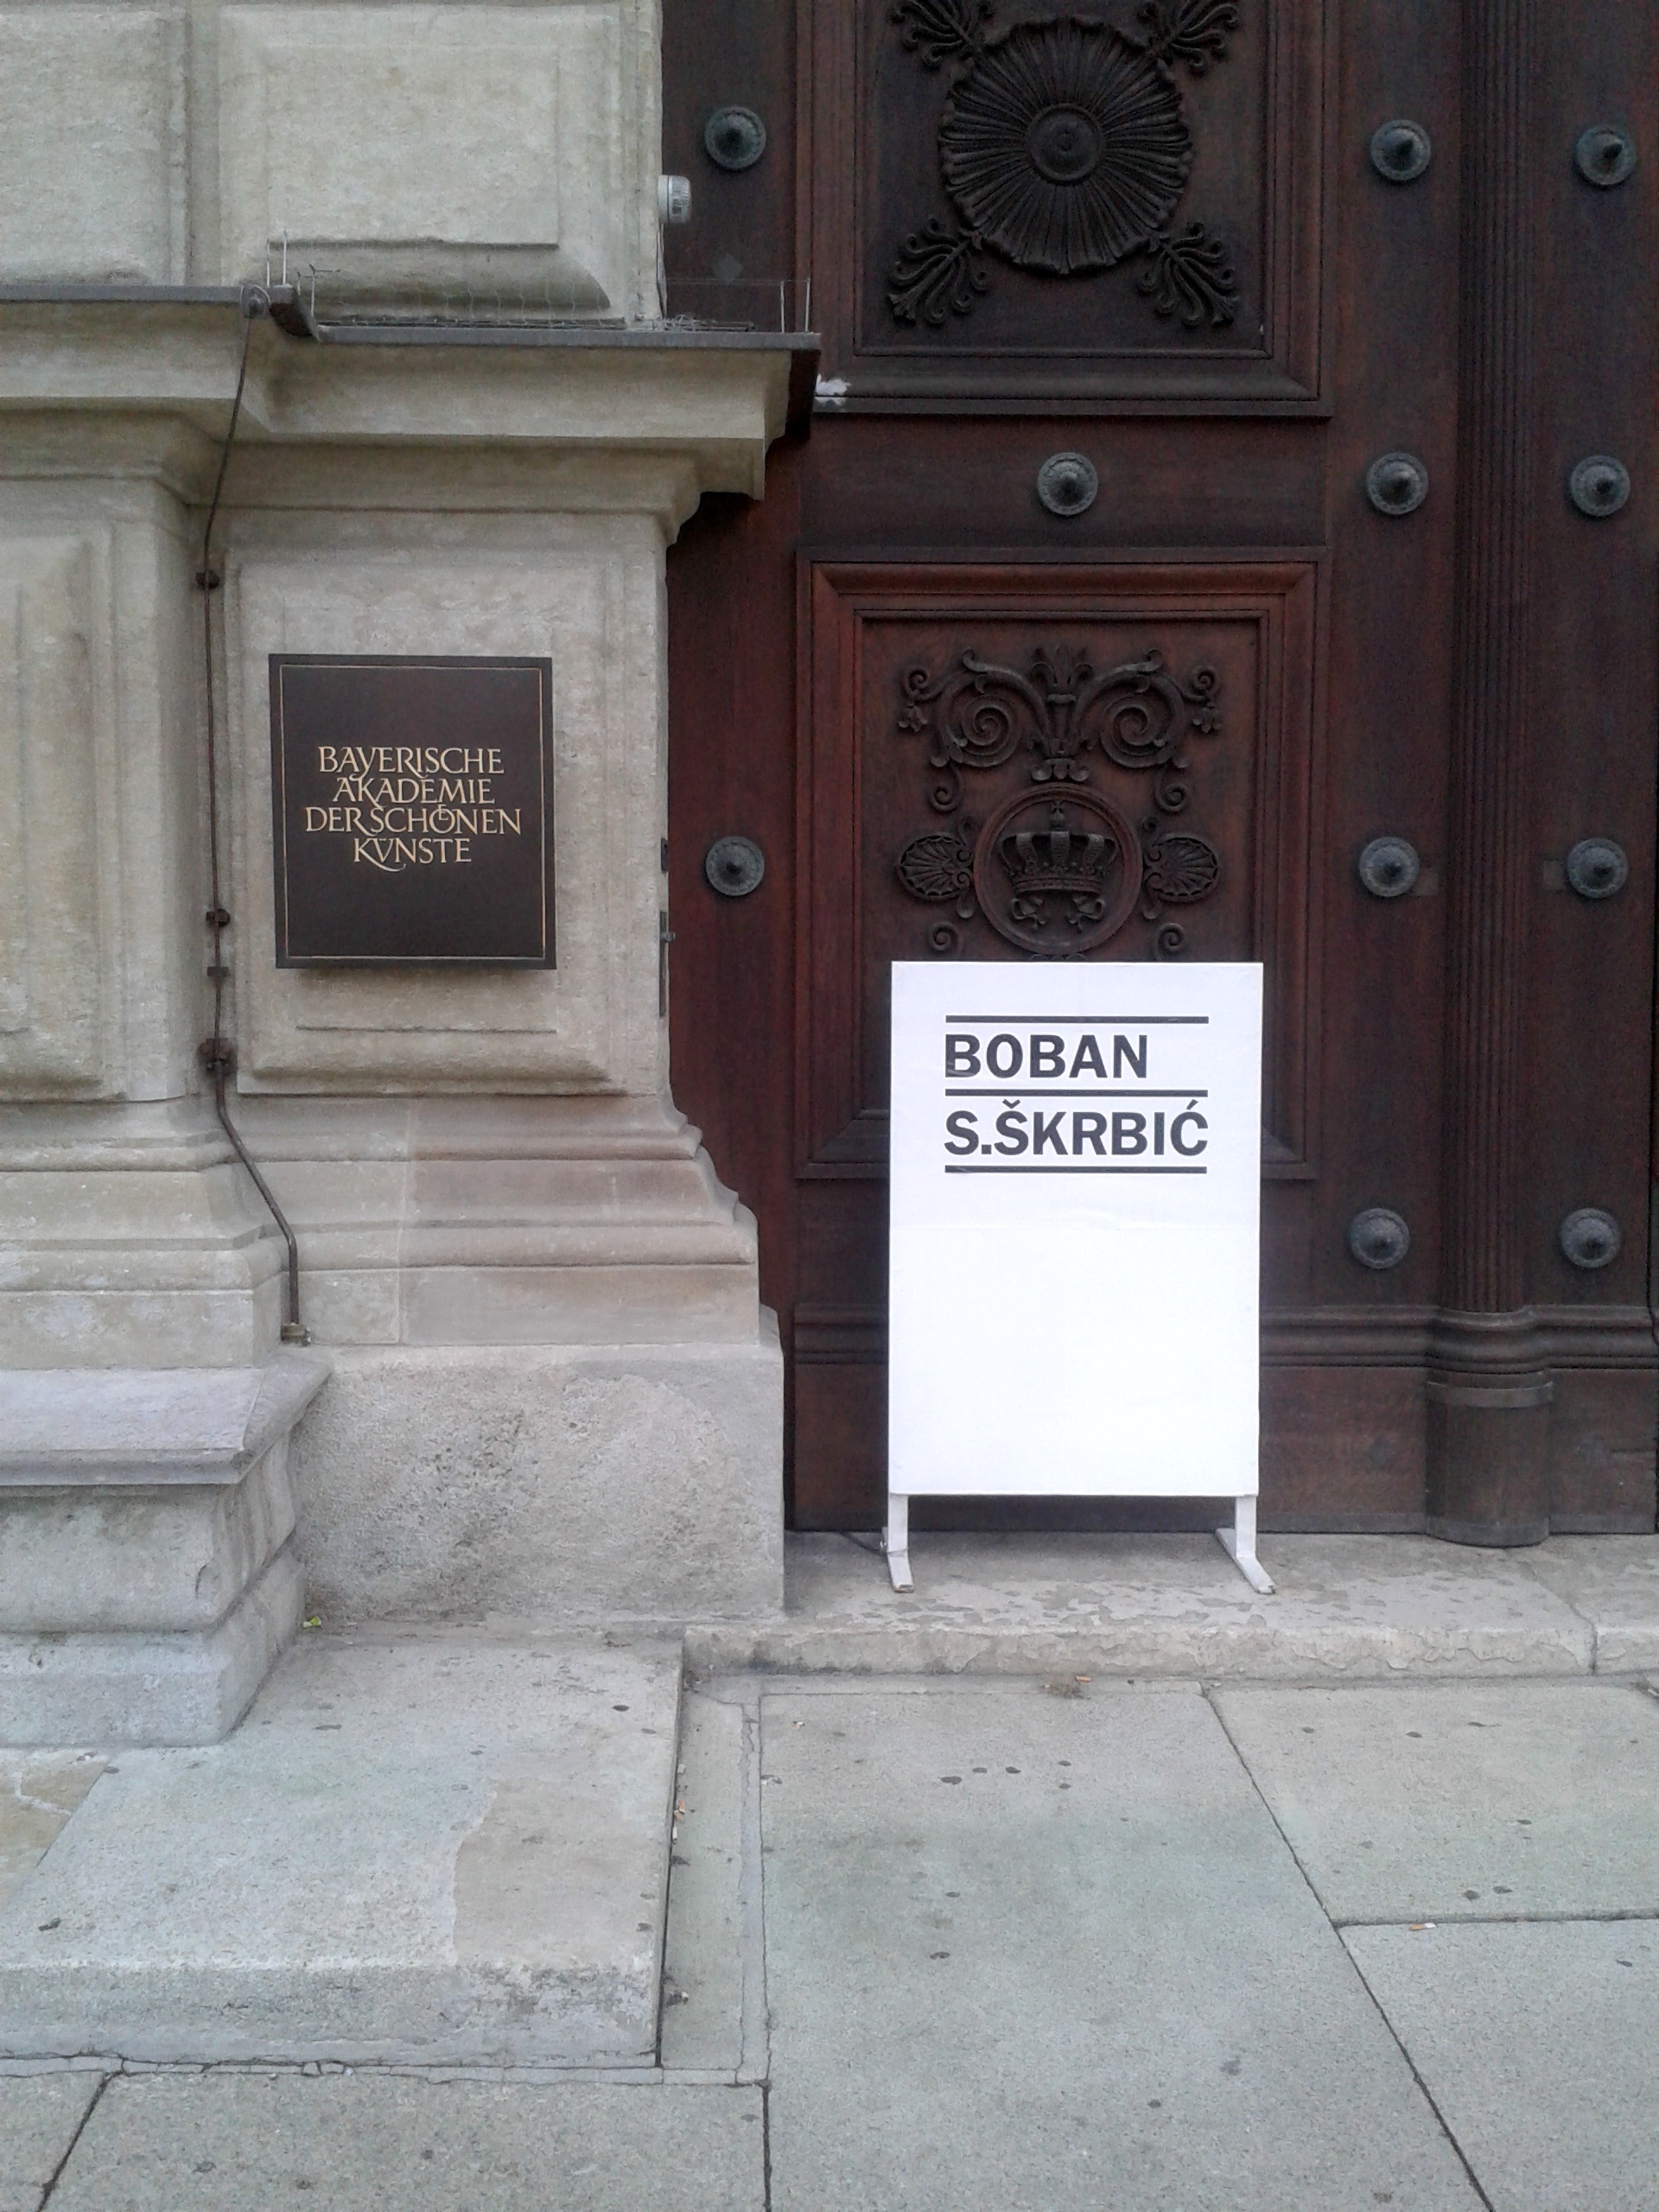 BAYERISCHE
AKADEMIE
DER SCHÖNEN
KVNSTE
BOBAN
S.ŠKRBIĆ